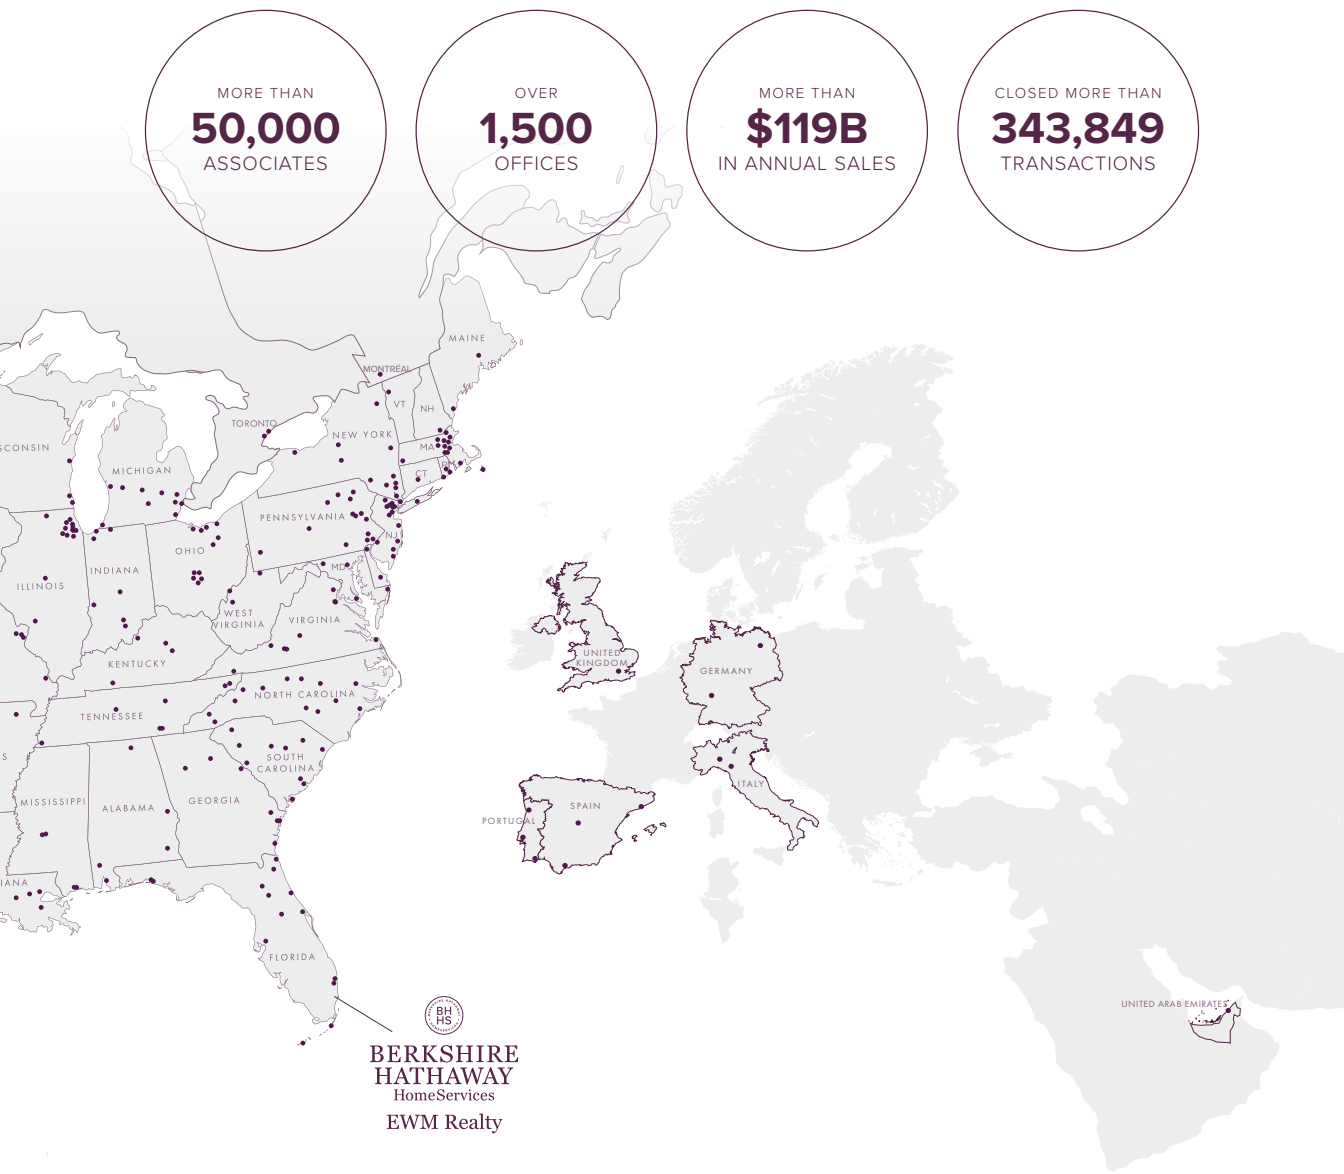 MORE THAN
50,000
ASSOCIATES
OVER
1,500
OFFICES
MORE THAN
$119B
IN ANNUAL SALES
CLOSED MORE THAN
343,849
TRANSACTIONS
MAINE
MONTRÉAL
VT
NH
TORONTO
NEW YORK
SCONSIN
MA
MICHIGAN
CT
PENNSYLVANIA
NJ
OHIO
INDIANA
MD
ILLINOIS
WEST
VIRGINIA
VIRGINIA
KENTUCKY
NORTH CAROLINA
TENNESSEE
S
SOUTH
CAROLINA
MISSISSIPPI
ALABAMA
GEORGIA
IANA
FLORIDA
UNITED
KINGDOM
GERMANY
ITALY
SPAIN
PORTUGAL
UNITED ARAB EMIRATES
BH
HS
BERKSHIRE
HATHAWAY
HomeServices
EWM Realty